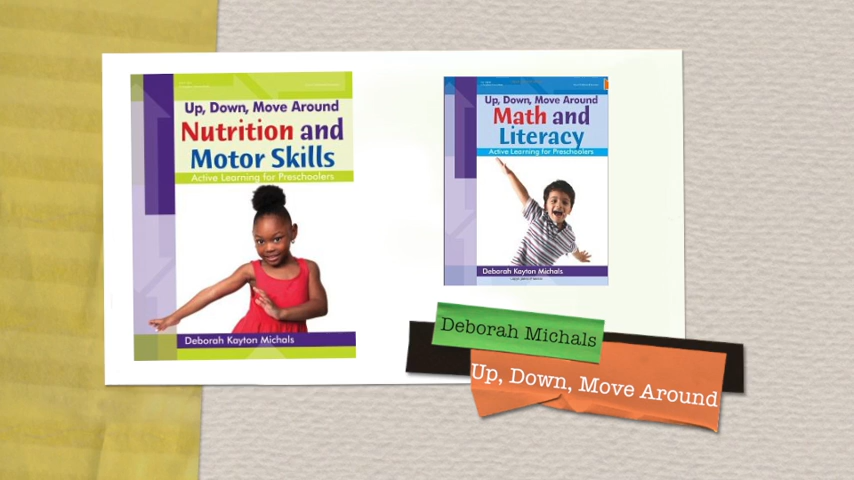 Up, Down, Move Around
Nutrition and
Motor Skills
Active Learning for Preschoolers
Deborah Kayton Michals
Up, Down, Move Around
Math and
Literacy
Active Learning for Preschoolers
Deborah Kayton Michals
Deborah Michals
Up, Down, Move Around